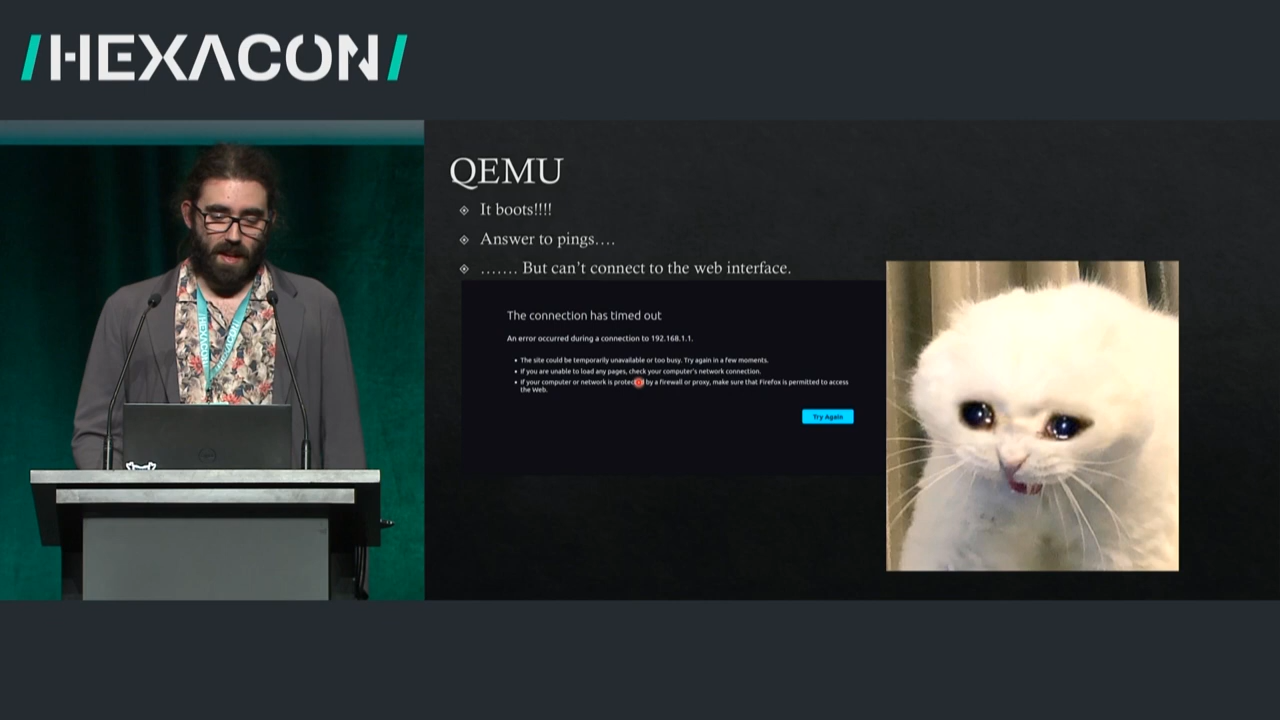 /HEXACON/
QEMU
It boots!!!!
Answer to pings….
……. But can't connect to the web interface.
The connection has timed out
An error occurred during a connection to 192.168.1.1.
The site could be temporarily unavailable or too busy. Try again in a few moments.
If you are unable to load any pages, check your computer's network connection.
If your computer or network is protected by a firewall or proxy, make sure that Firefox is permitted to access
the Web.
Try Again
HEXACON
HEXACON